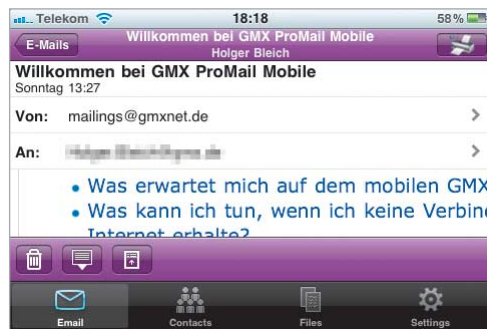 Telekom 18:18 58 %
E-Mails Willkommen bei GMX ProMail Mobile
Holger Bleich
Willkommen bei GMX ProMail Mobile
Sonntag 13:27
Von: mailings@gmxnet.de
An:
• Was erwartet mich auf dem mobilen GMX
• Was kann ich tun, wenn ich keine Verbin
Internet erhalte?
Email Contacts Files Settings